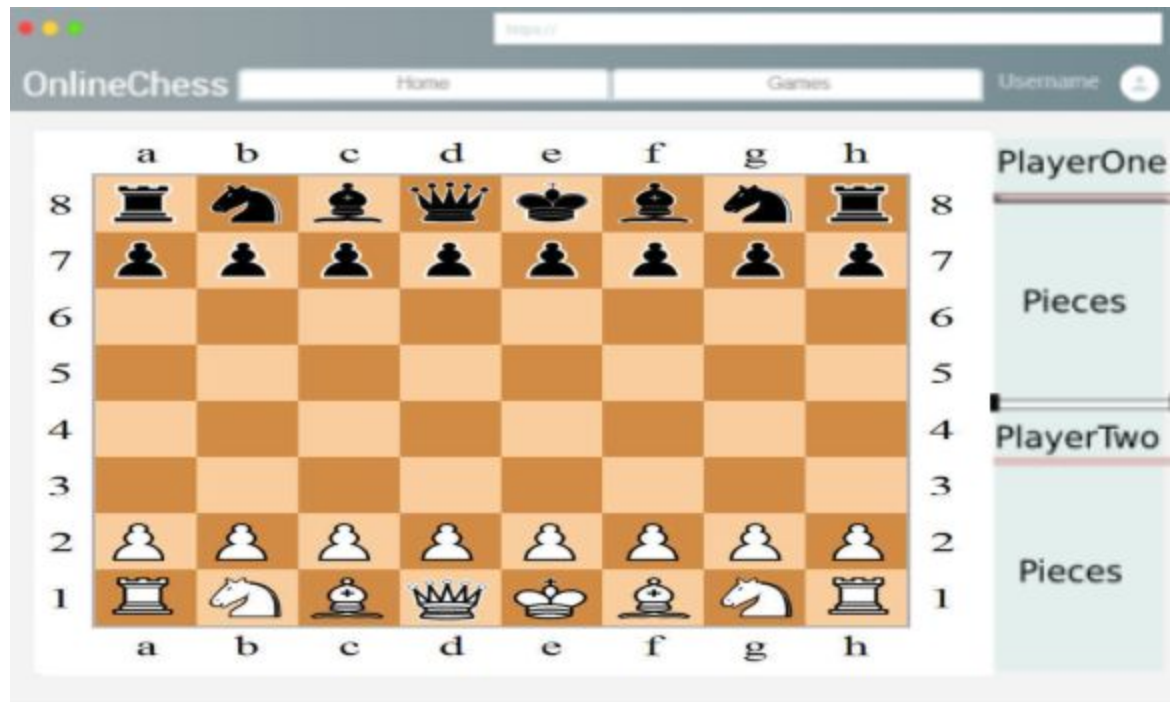 https://
OnlineChess Home Games Username
a b c d e f g h
8 8
7 7
6 6
5 5
4 4
3 3
2 2
1 1
a b c d e f g h
PlayerOne
Pieces
PlayerTwo
Pieces